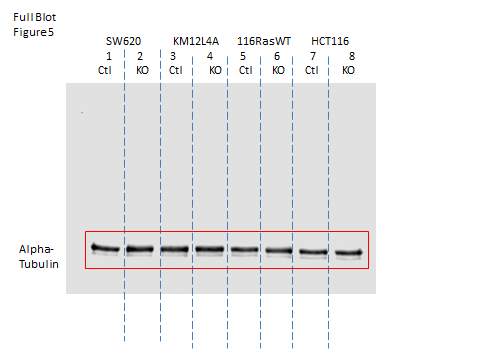 Full Blot
Figure5
SW620 KM12L4A 116RasWT HCT116
1 2 3 4 5 6 7 8
Ctl KO Ctl KO Ctl KO Ctl KO
Alpha-
Tubulin